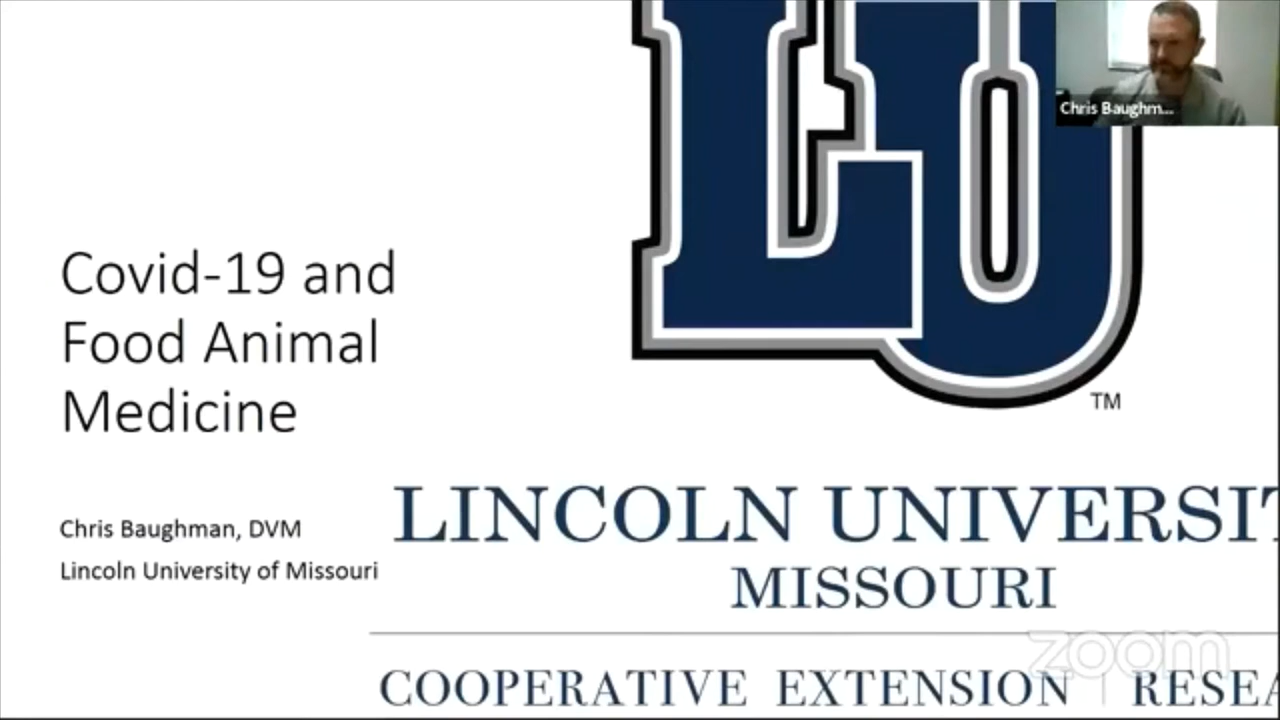 LU
Chris Baughm...
Covid-19 and
Food Animal
Medicine
TM
Chris Baughman, DVM
Lincoln University of Missouri
LINCOLN UNIVERSIT
MISSOURI
zoom
COOPERATIVE EXTENSION | RESEA